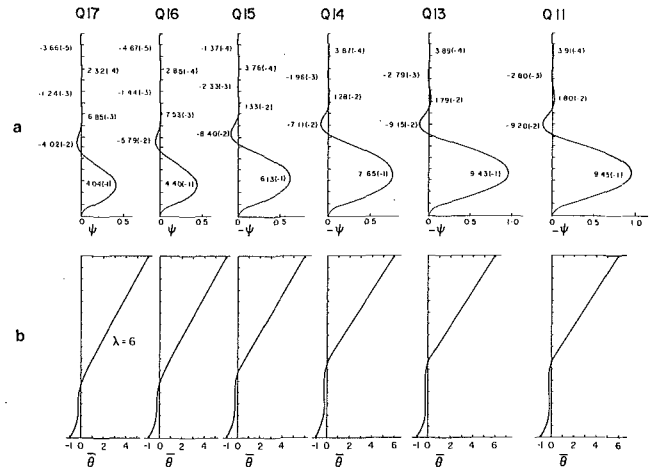 Q17 Q16 Q15 Q14 Q13 Q11
-3.66(-5) -4.67(-5) -1.37(-4) 3.87(-4) 3.89(-4) 3.91(-4)
2.32(-4) 2.85(-4) 3.76(-4) -1.96(-3) -2.79(-3) -2.80(-3)
-1.24(-3) -1.44(-3) -2.33(-3) 1.28(-2) 1.79(-2) 1.80(-2)
6.85(-3) 7.53(-3) 1.33(-2) -7.11(-2) -9.15(-2) -9.20(-2)
a
-4.02(-2) -5.79(-2) -8.40(-2)
4.04(-1) 4.40(-1) 6.13(-1) 7.65(-1) 9.43(-1) 9.45(-1)
0 0.5 0 0.5 0 0.5 0 0.5 0 0.5 1.0 0 0.5 1.0
ψ ψ -ψ -ψ -ψ -ψ
b
λ = 6
-1 0 2 4 -1 0 2 4 -1 0 2 4 -1 0 2 4 6 -1 0 2 4 6 -1 0 2 4 6
θ̅ θ̅ θ̅ θ̅ θ̅ θ̅